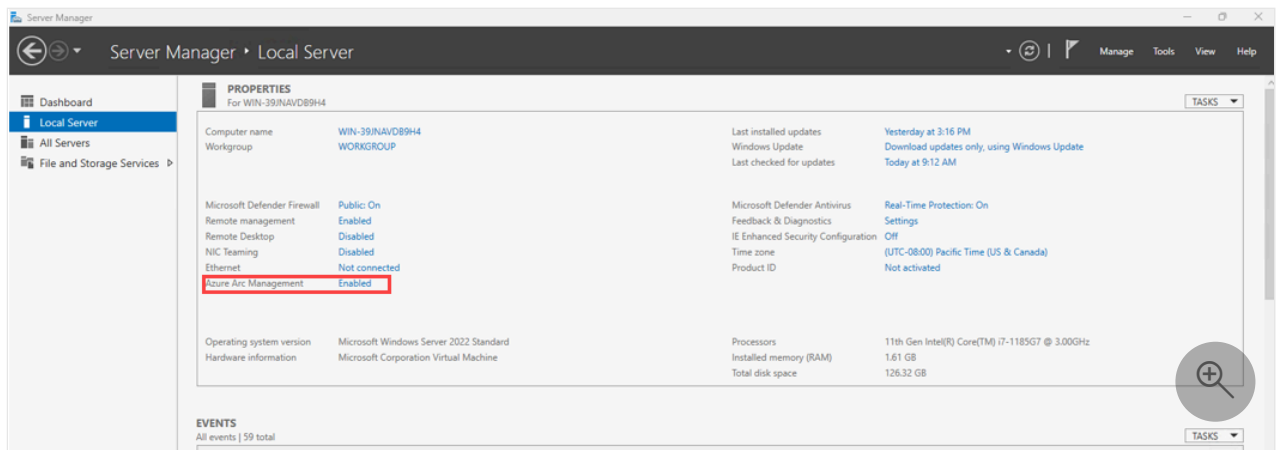 Server Manager
Server Manager • Local Server
Manage Tools View Help
Dashboard
Local Server
All Servers
File and Storage Services
PROPERTIES
For WIN-39JNAVDB9H4
TASKS
Computer name WIN-39JNAVDB9H4
Workgroup WORKGROUP
Last installed updates Yesterday at 3:16 PM
Windows Update Download updates only, using Windows Update
Last checked for updates Today at 9:12 AM
Microsoft Defender Firewall Public: On
Remote management Enabled
Remote Desktop Disabled
NIC Teaming Disabled
Ethernet Not connected
Azure Arc Management Enabled
Microsoft Defender Antivirus Real-Time Protection: On
Feedback & Diagnostics Settings
IE Enhanced Security Configuration Off
Time zone (UTC-08:00) Pacific Time (US & Canada)
Product ID Not activated
Operating system version Microsoft Windows Server 2022 Standard
Hardware information Microsoft Corporation Virtual Machine
Processors 11th Gen Intel(R) Core(TM) i7-1185G7 @ 3.00GHz
Installed memory (RAM) 1.61 GB
Total disk space 126.32 GB
EVENTS
All events | 59 total
TASKS